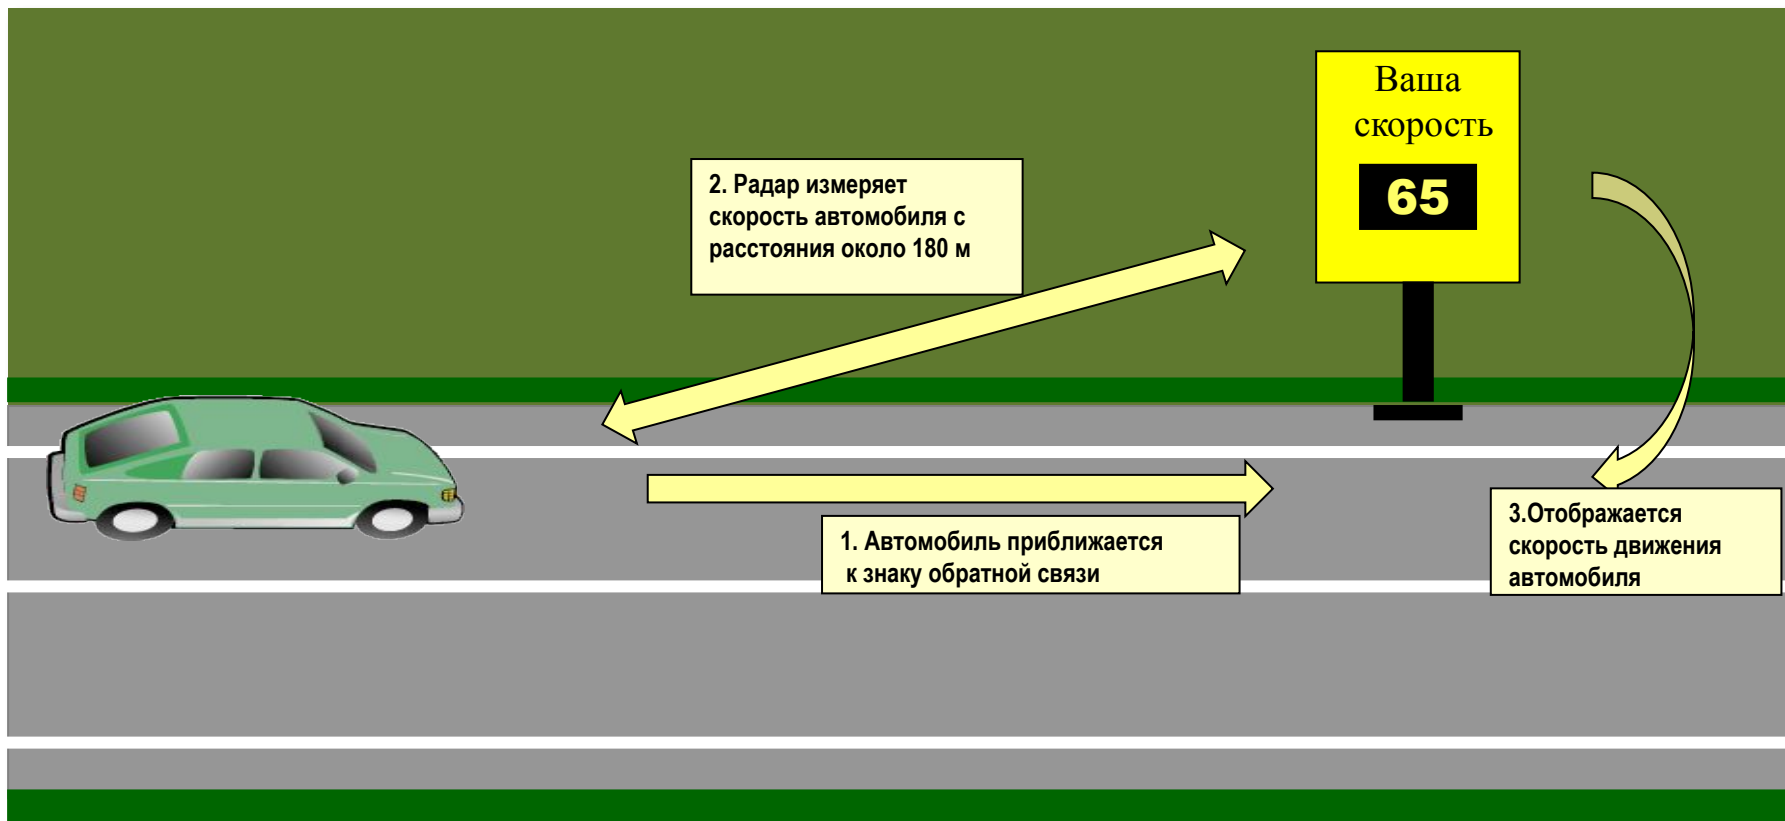 Ваша
скорость
65
2. Радар измеряет
скорость автомобиля с
расстояния около 180 м
1. Автомобиль приближается
к знаку обратной связи
3.Отображается
скорость движения
автомобиля